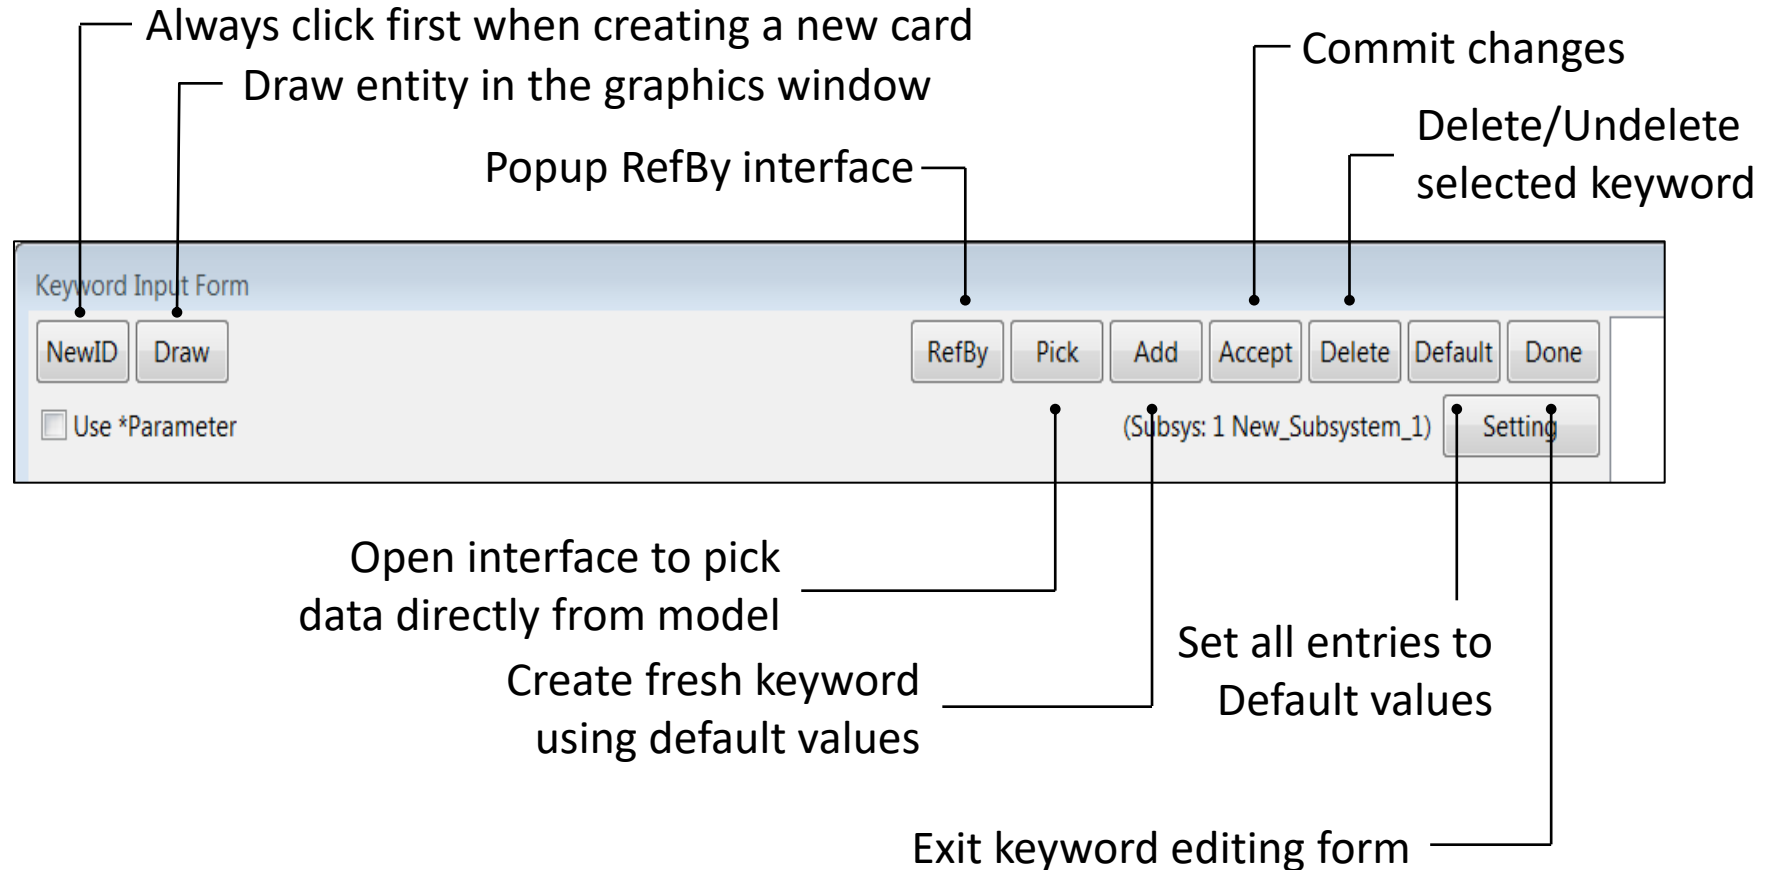 Always click first when creating a new card
Commit changes
Draw entity in the graphics window
Delete/Undelete
selected keyword
Popup RefBy interface
Keyword Input Form
NewID Draw RefBy Pick Add Accept Delete Default Done
Use *Parameter (Subsys: 1 New_Subsystem_1) Setting
Open interface to pick
data directly from model
Set all entries to
Default values
Create fresh keyword
using default values
Exit keyword editing form